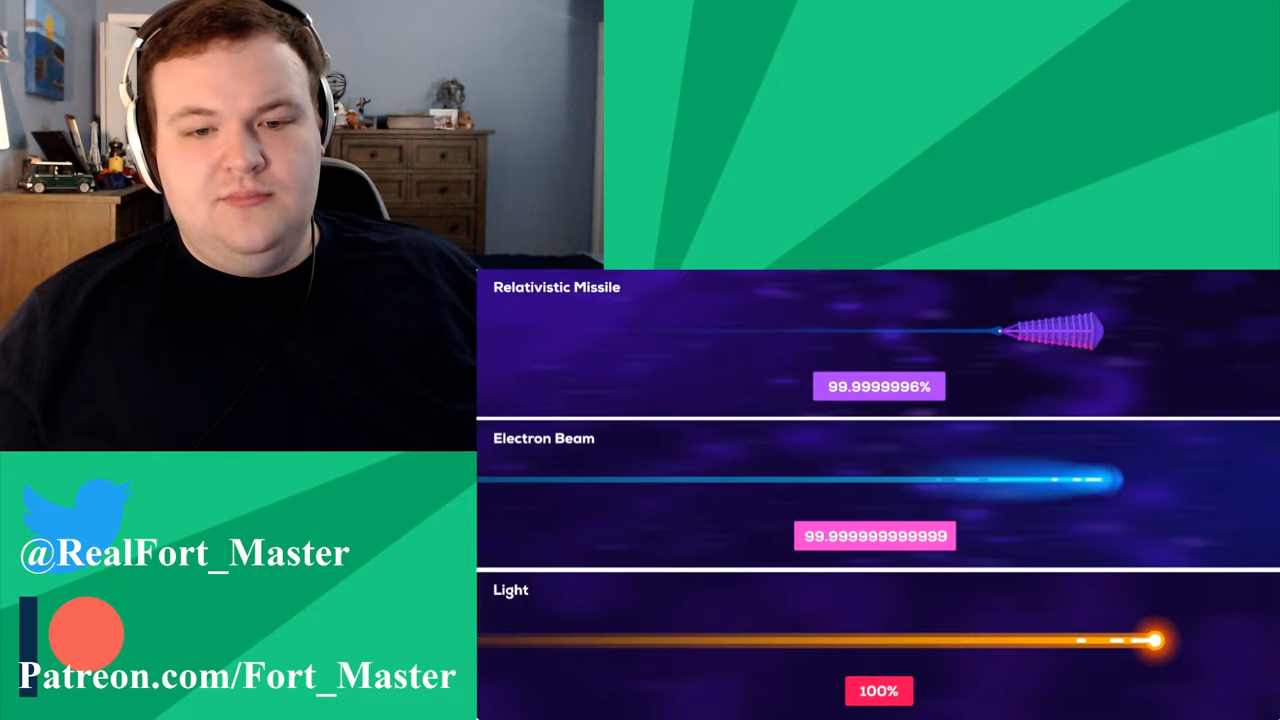 Relativistic Missile
99.9999996%
Electron Beam
99.999999999999
Light
100%
@RealFort_Master
Patreon.com/Fort_Master